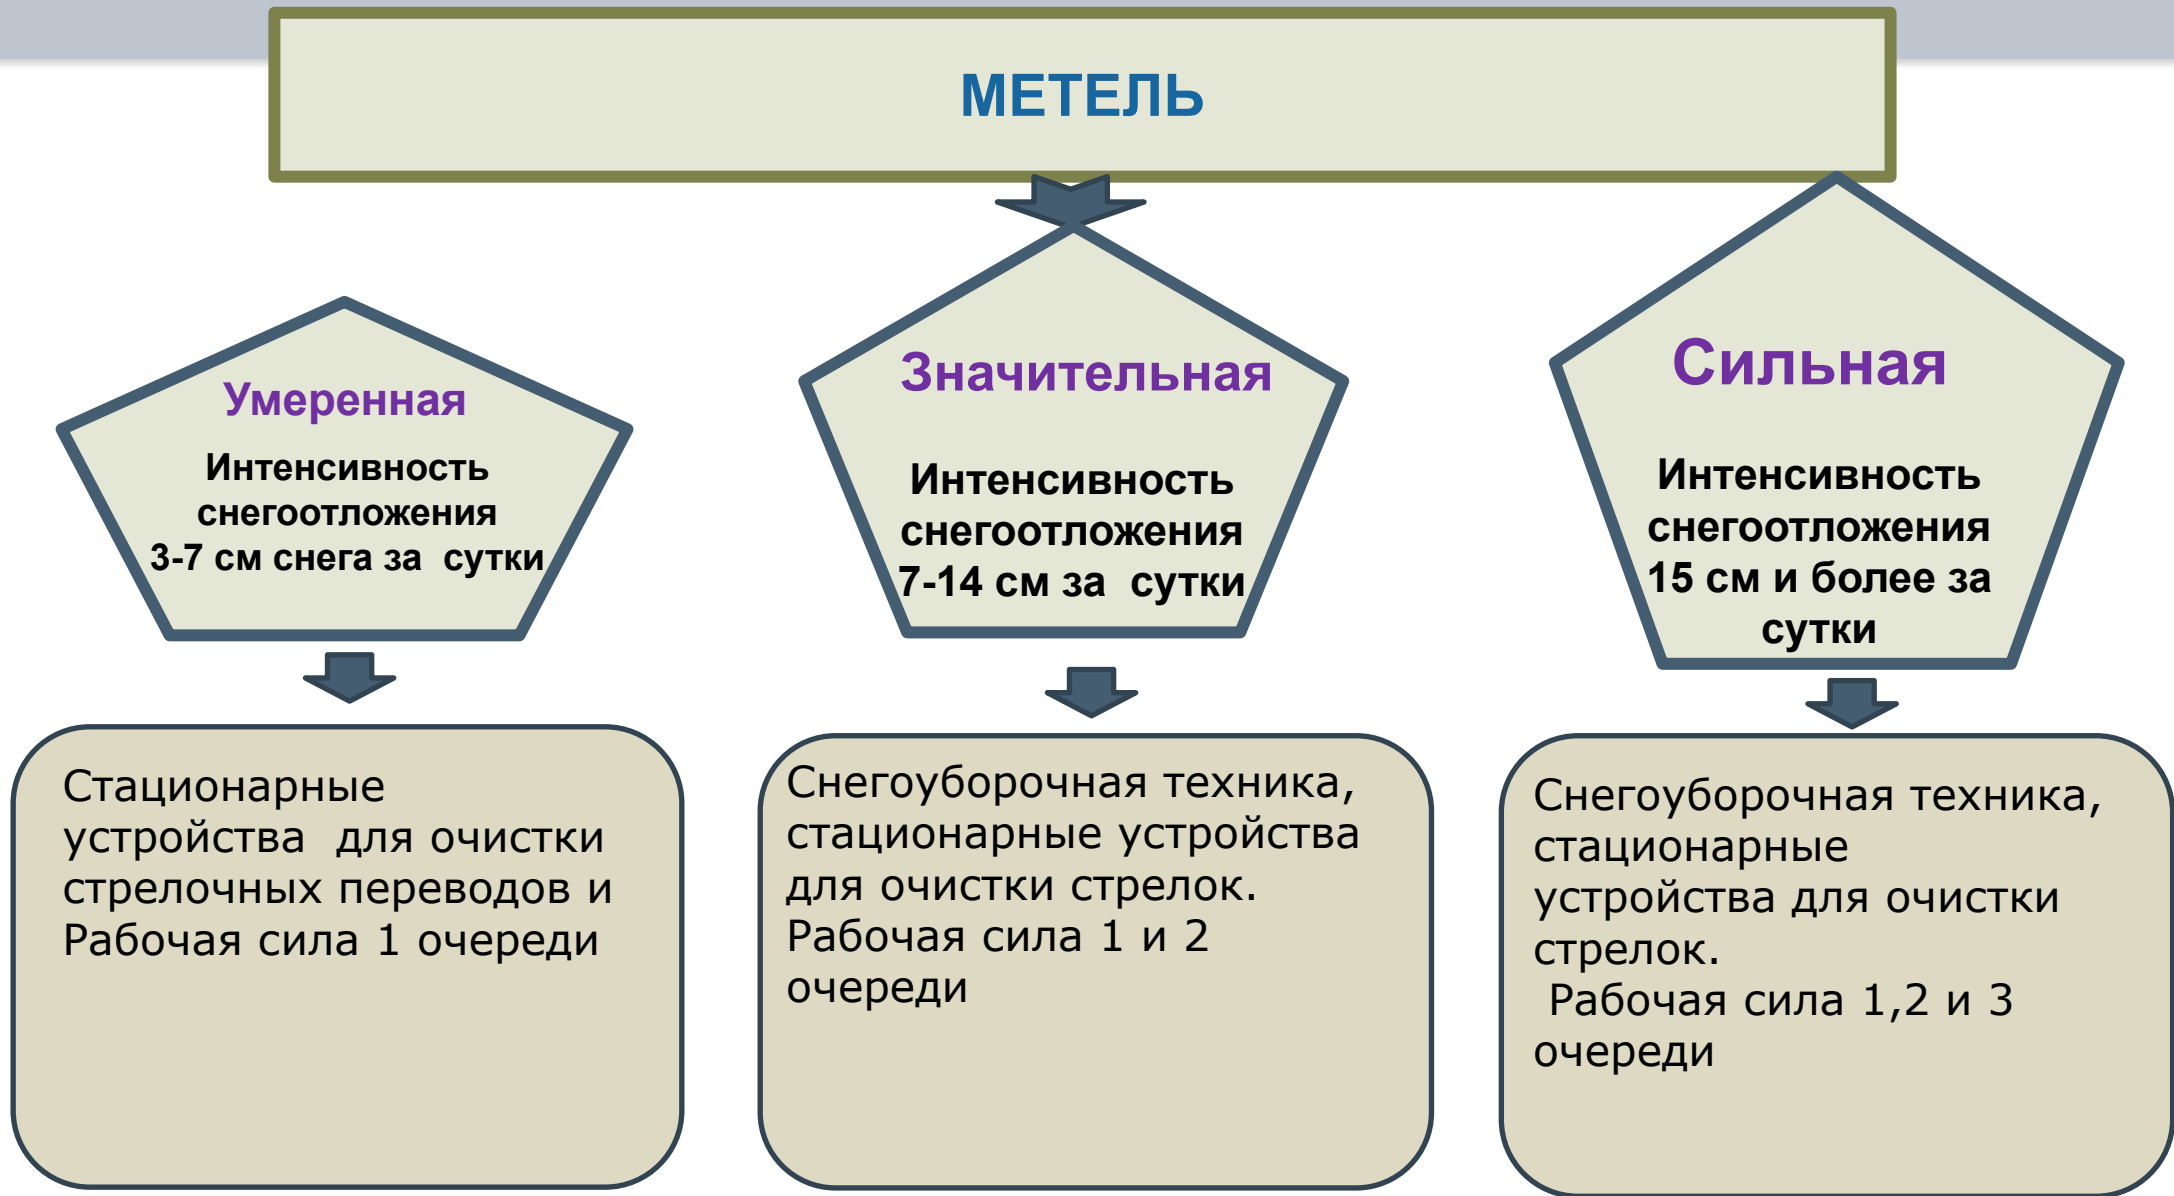 МЕТЕЛЬ
Умеренная
Интенсивность
снегоотложения
3-7 см снега за  сутки
Стационарные
устройства  для очистки
стрелочных переводов и
Рабочая сила 1 очереди
Значительная
Интенсивность
снегоотложения
7-14 см за  сутки
Снегоуборочная техника,
стационарные устройства
для очистки стрелок.
Рабочая сила 1 и 2
очереди
Сильная
Интенсивность
снегоотложения
15 см и более за
сутки
Снегоуборочная техника,
стационарные
устройства для очистки
стрелок.
Рабочая сила 1,2 и 3
очереди